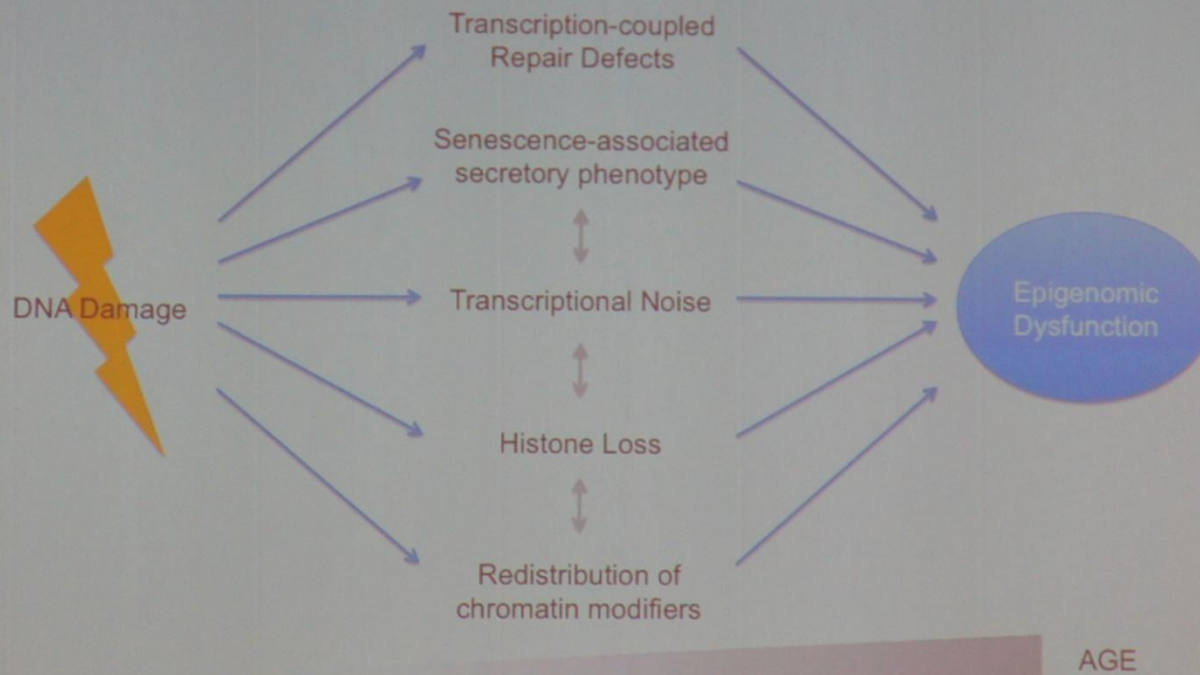 Transcription-coupled
Repair Defects
Senescence-associated
secretory phenotype
DNA Damage
Transcriptional Noise
Epigenomic
Dysfunction
Histone Loss
Redistribution of
chromatin modifiers
AGE